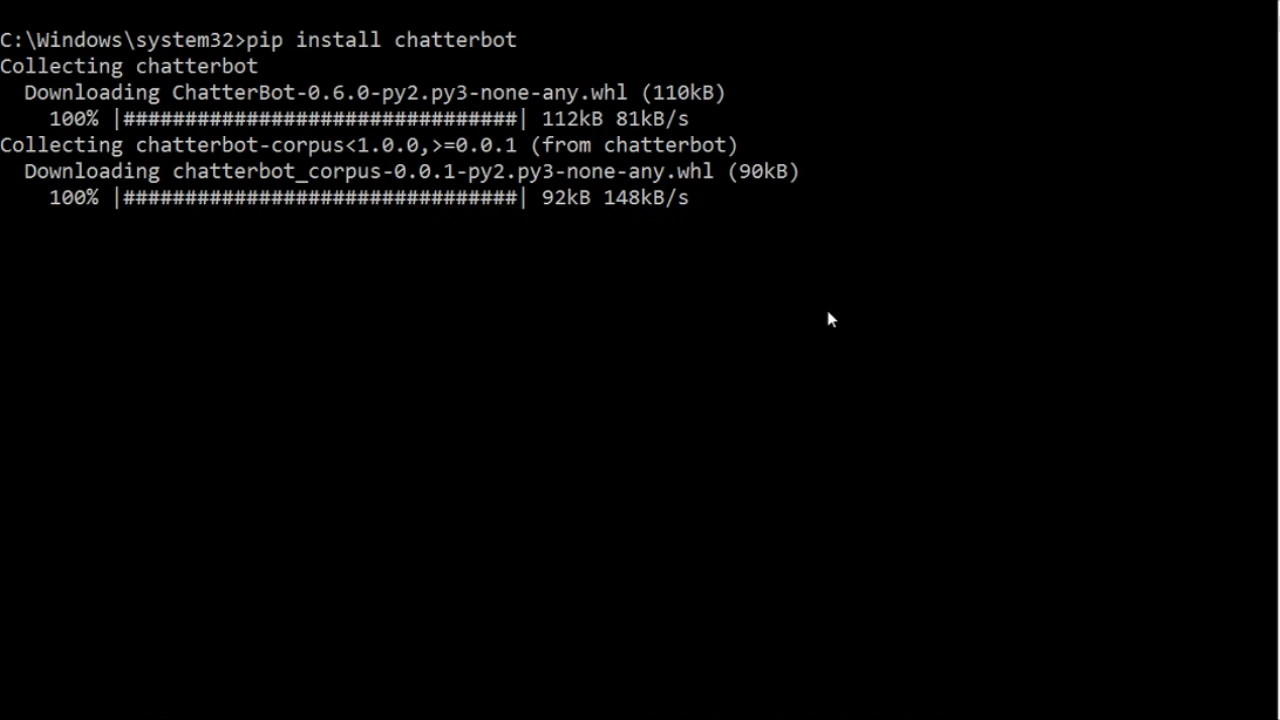 C:\Windows\system32>pip install chatterbot
Collecting chatterbot
  Downloading ChatterBot-0.6.0-py2.py3-none-any.whl (110kB)
    100% |################################| 112kB 81kB/s
Collecting chatterbot-corpus<1.0.0,>=0.0.1 (from chatterbot)
  Downloading chatterbot_corpus-0.0.1-py2.py3-none-any.whl (90kB)
    100% |################################| 92kB 148kB/s